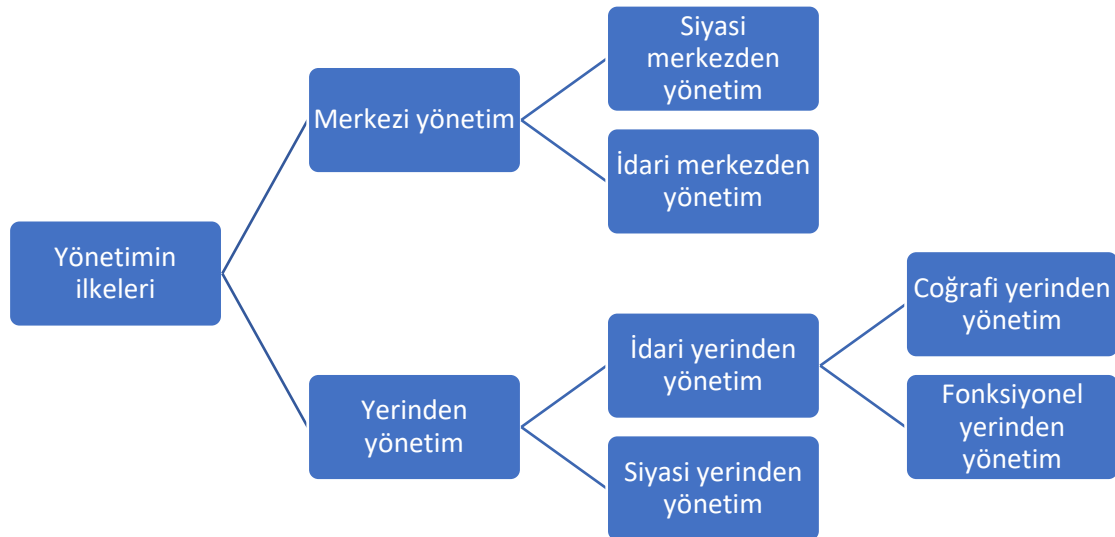 Yönetimin
ilkeleri
Merkezi yönetim
Siyasi
merkezden
yönetim
İdari merkezden
yönetim
Yerinden
yönetim
İdari yerinden
yönetim
Coğrafi yerinden
yönetim
Fonksiyonel
yerinden
yönetim
Siyasi yerinden
yönetim